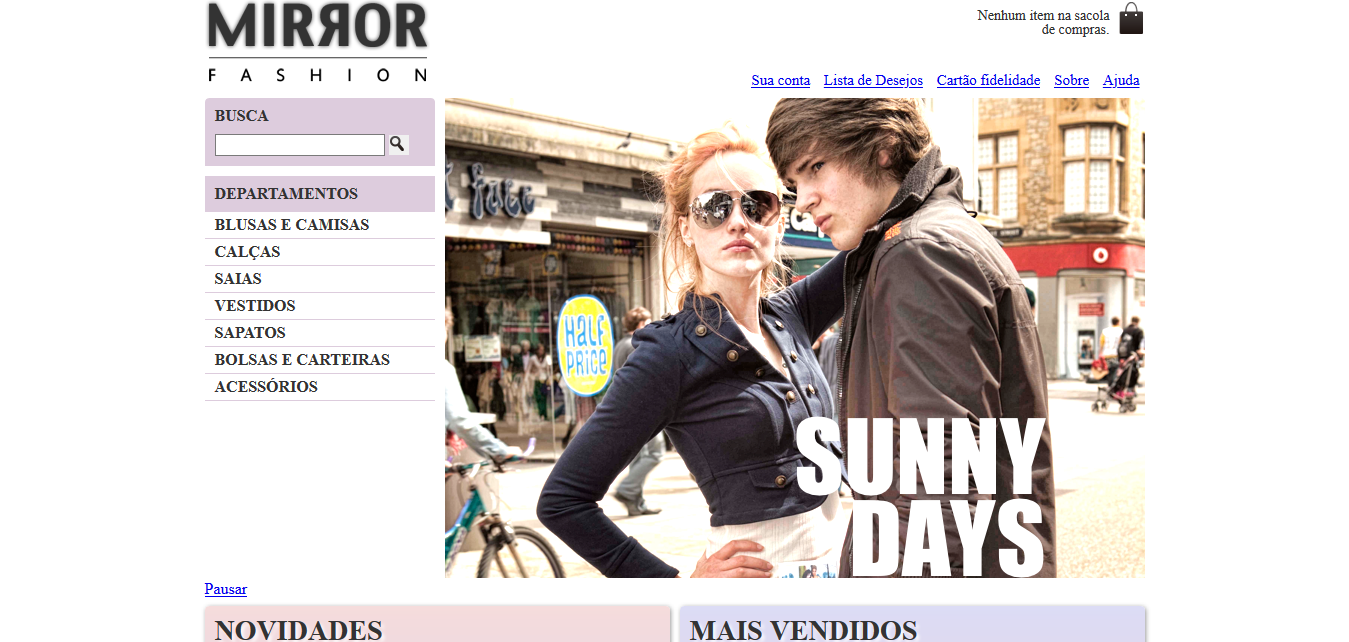 MIRROR
FASHION
Nenhum item na sacola
de compras.
Sua conta Lista de Desejos Cartão fidelidade Sobre Ajuda
BUSCA
DEPARTAMENTOS
BLUSAS E CAMISAS
CALÇAS
SAIAS
VESTIDOS
SAPATOS
BOLSAS E CARTEIRAS
ACESSÓRIOS
face
HALF
PRICE
SUNNY
DAYS
Pausar
NOVIDADES
MAIS VENDIDOS